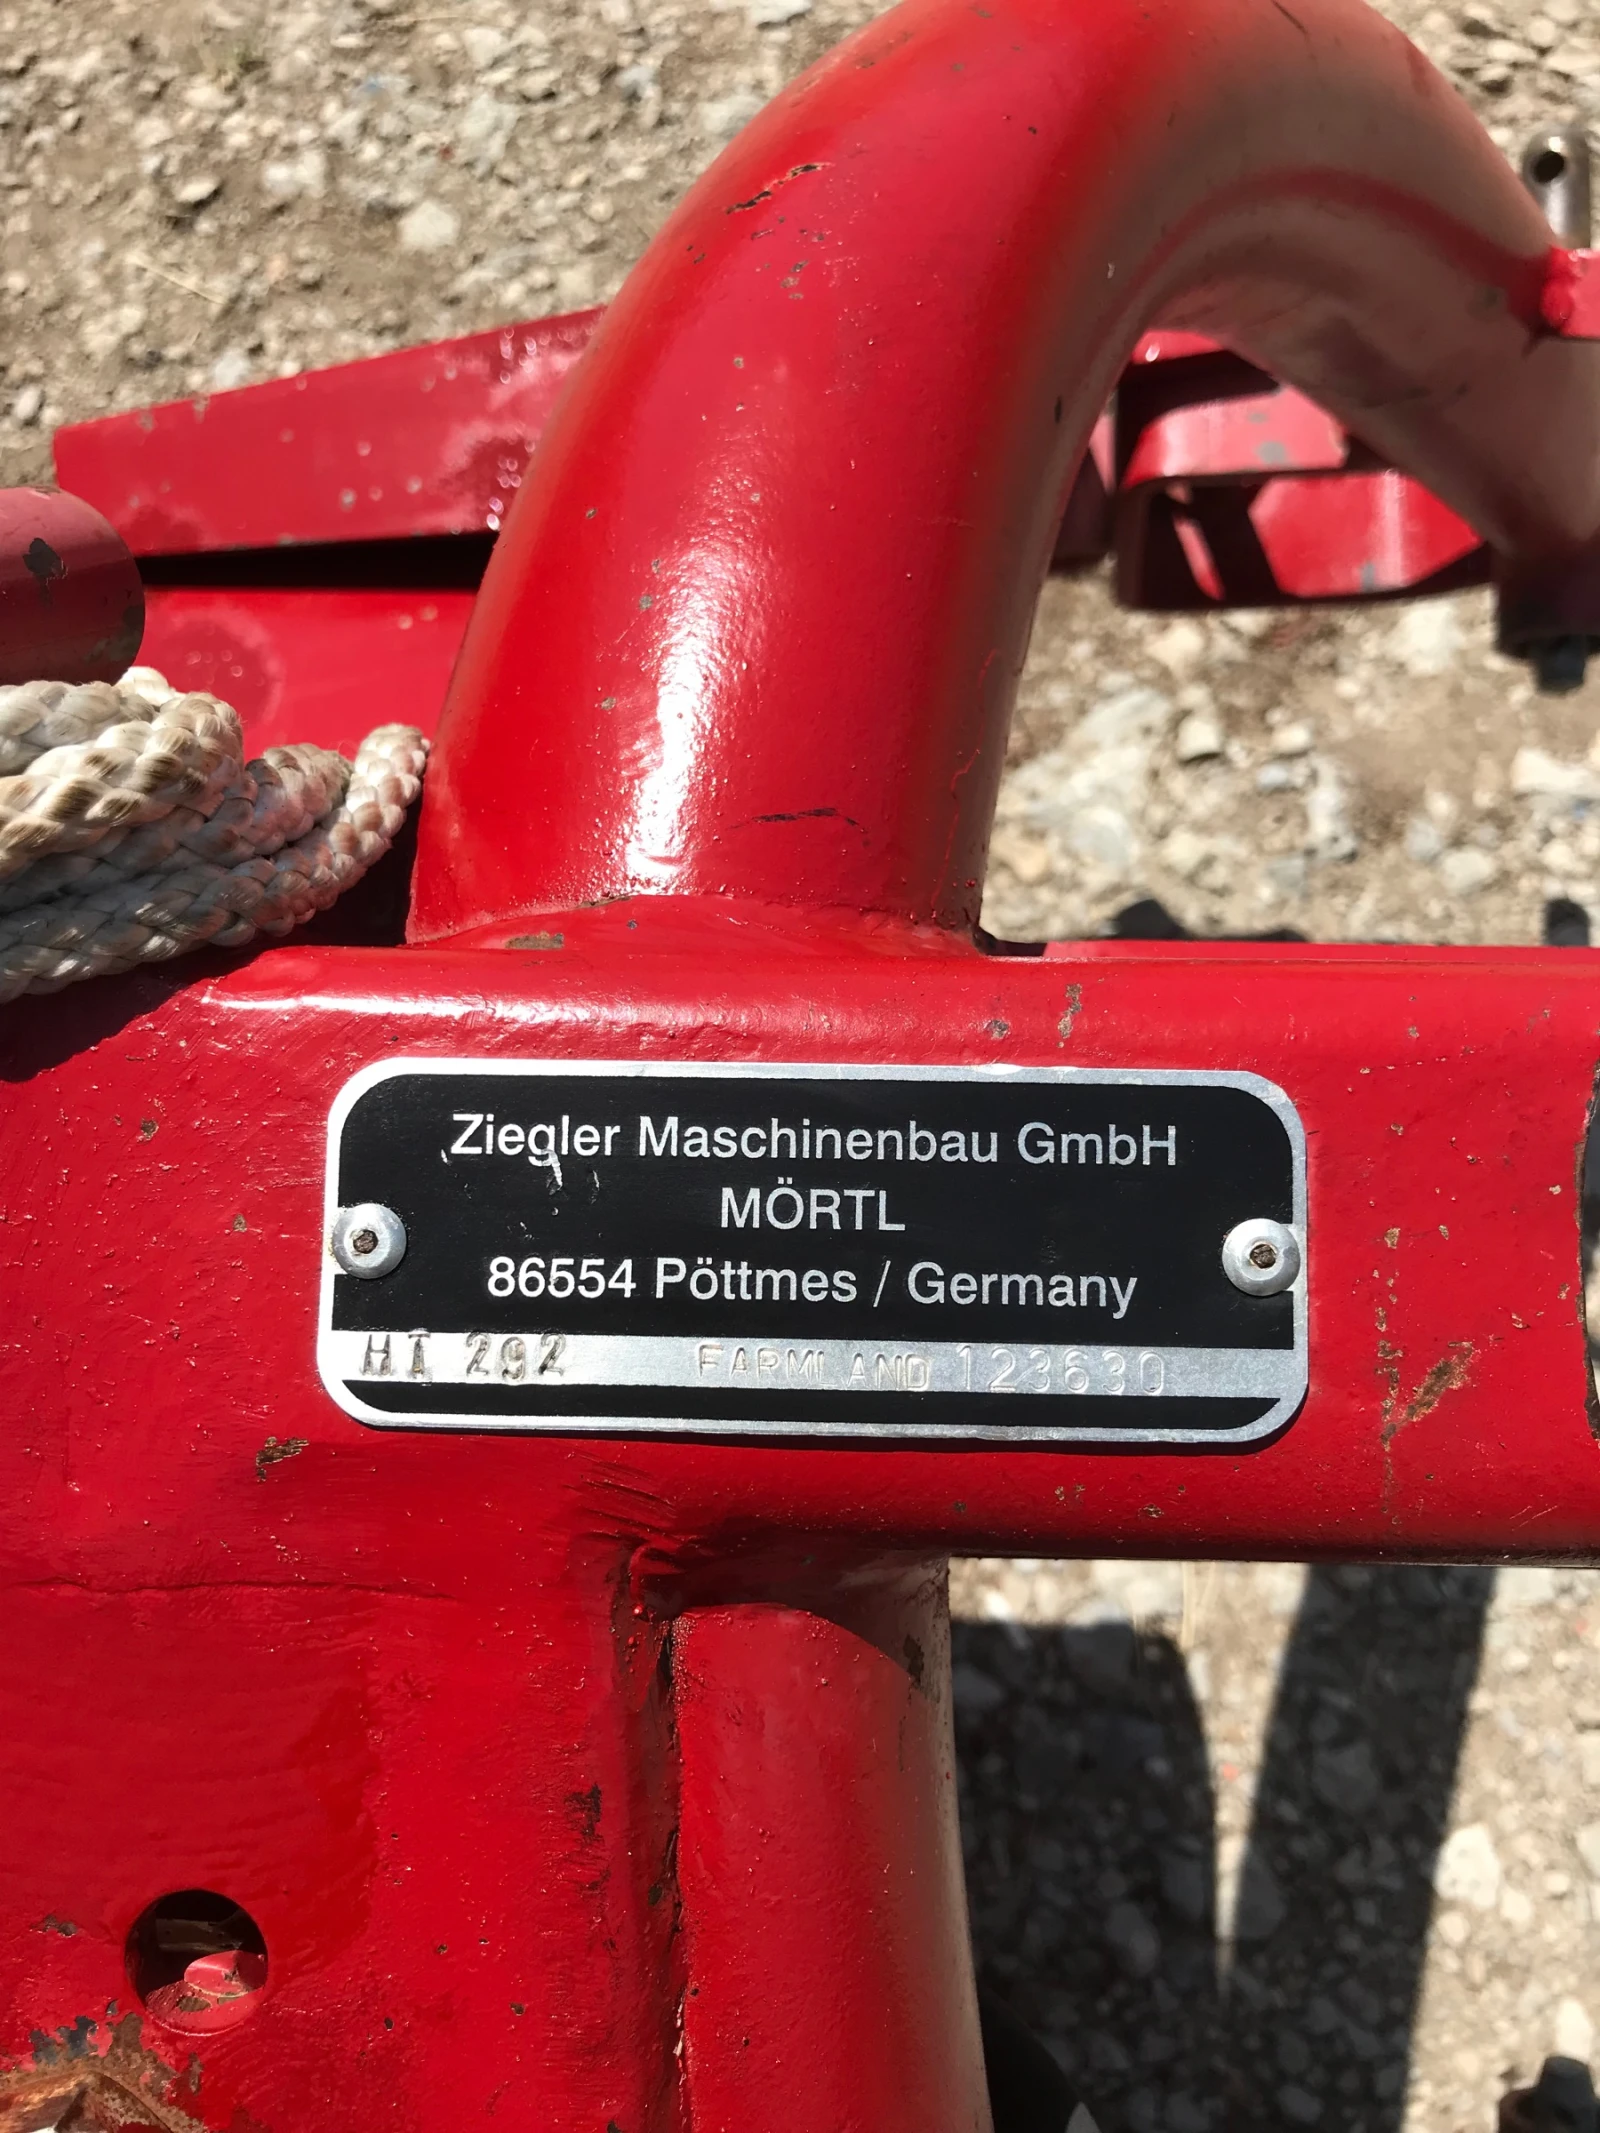 Ziegler Maschinenbau GmbH
MÖRTL
86554 Pöttmes / Germany
HT 292 FARMLAND 123630